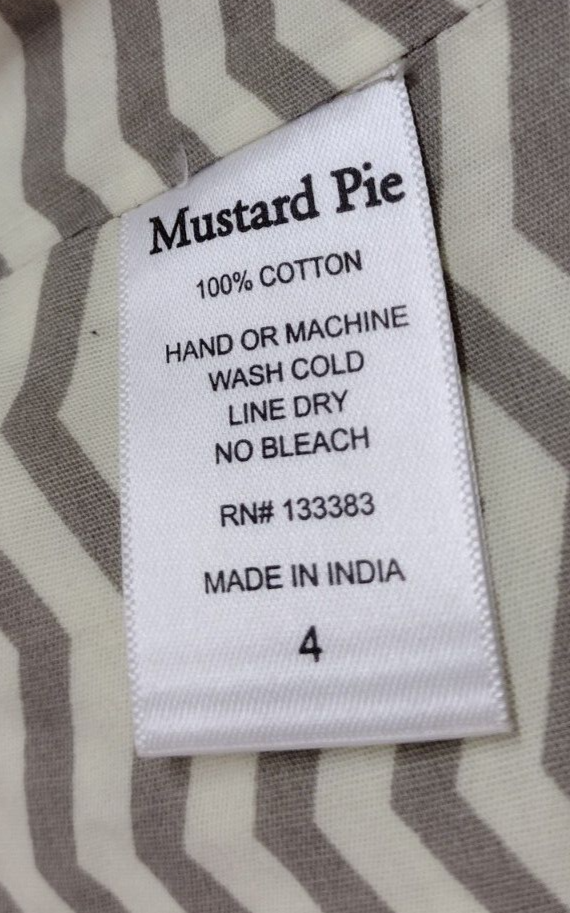 Mustard Pie
100% COTTON
HAND OR MACHINE
WASH COLD
LINE DRY
NO BLEACH
RN# 133383
MADE IN INDIA
4